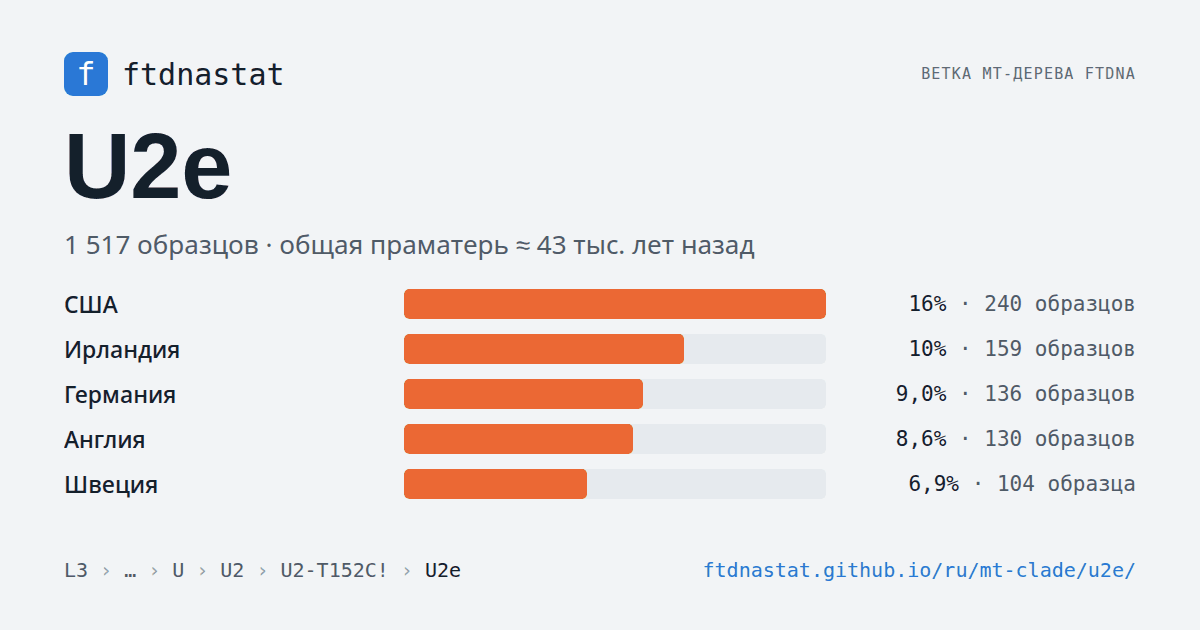 f ftdnastat
ВЕТКА МТ-ДЕРЕВА FTDNA
U2e
1 517 образцов · общая праматерь ≈ 43 тыс. лет назад
США 16% · 240 образцов
Ирландия 10% · 159 образцов
Германия 9,0% · 136 образцов
Англия 8,6% · 130 образцов
Швеция 6,9% · 104 образца
L3 › … › U › U2 › U2-T152C! › U2e
ftdnastat.github.io/ru/mt-clade/u2e/